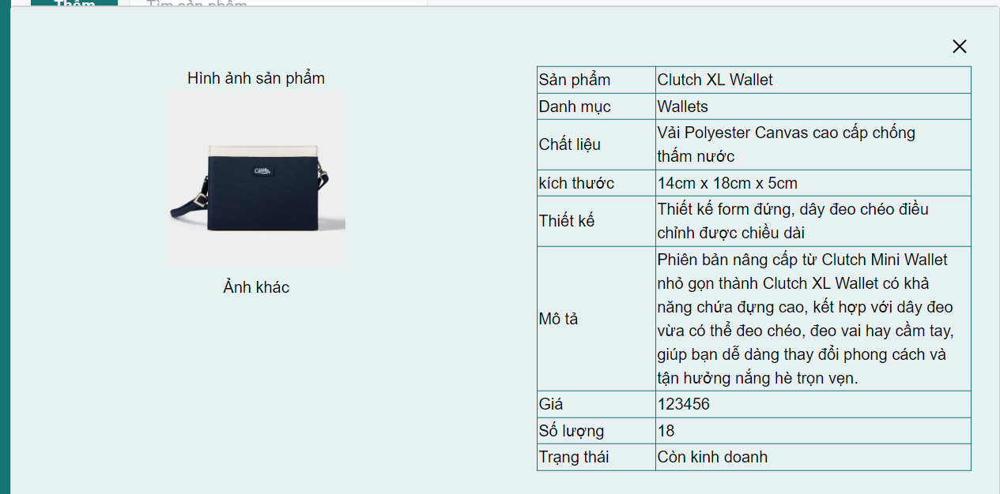 Thêm
Tìm sản phẩm
Hình ảnh sản phẩm
Ảnh khác
Sản phẩm Clutch XL Wallet
Danh mục Wallets
Chất liệu Vải Polyester Canvas cao cấp chống
thấm nước
kích thước 14cm x 18cm x 5cm
Thiết kế Thiết kế form đứng, dây đeo chéo điều
chỉnh được chiều dài
Mô tả Phiên bản nâng cấp từ Clutch Mini Wallet
nhỏ gọn thành Clutch XL Wallet có khả
năng chứa đựng cao, kết hợp với dây đeo
vừa có thể đeo chéo, đeo vai hay cầm tay,
giúp bạn dễ dàng thay đổi phong cách và
tận hưởng nắng hè trọn vẹn.
Giá 123456
Số lượng 18
Trạng thái Còn kinh doanh